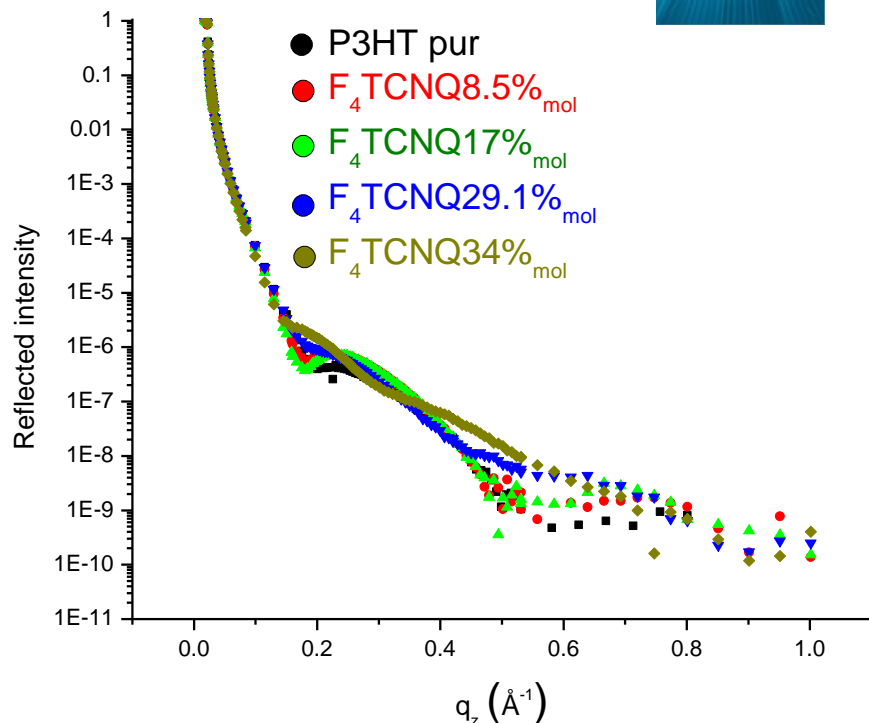 P3HT pur
F₄TCNQ8.5%mol
F₄TCNQ17%mol
F₄TCNQ29.1%mol
F₄TCNQ34%mol
Reflected intensity
1
0.1
0.01
1E-3
1E-4
1E-5
1E-6
1E-7
1E-8
1E-9
1E-10
1E-11
0.0 0.2 0.4 0.6 0.8 1.0
q_z (Å⁻¹)